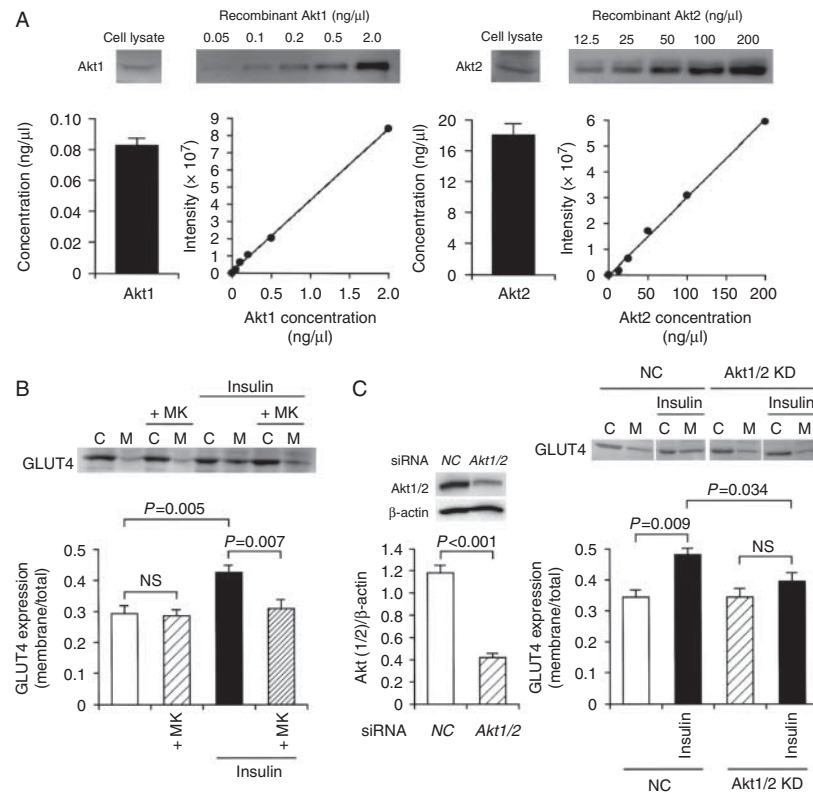 A
Cell lysate
Akt1
Recombinant Akt1 (ng/µl)
0.05 0.1 0.2 0.5 2.0
Cell lysate
Akt2
Recombinant Akt2 (ng/µl)
12.5 25 50 100 200
Concentration (ng/µl)
0.10
0.08
0.06
0.04
0.02
0
Akt1
Intensity (× 10⁷)
9
8
7
6
5
4
3
2
1
0
0 0.5 1.0 1.5 2.0
Akt1 concentration
(ng/µl)
Concentration (ng/µl)
20
16
12
8
4
0
Akt2
Intensity (× 10⁷)
6
5
4
3
2
1
0
0 50 100 150 200
Akt2 concentration
(ng/µl)
B
Insulin
+ MK + MK
C M C M C M C M
GLUT4
P=0.005
NS
P=0.007
GLUT4 expression
(membrane/total)
0.5
0.4
0.3
0.2
0.1
0
+ MK + MK
Insulin
C
siRNA NC Akt1/2
Akt1/2
β-actin
P<0.001
Akt (1/2)/β-actin
1.4
1.2
1.0
0.8
0.6
0.4
0.2
0
siRNA NC Akt1/2
NC Akt1/2 KD
Insulin Insulin
C M C M C M C M
GLUT4
P=0.034
P=0.009
NS
GLUT4 expression
(membrane/total)
0.5
0.4
0.3
0.2
0.1
0
Insulin Insulin
NC Akt1/2 KD